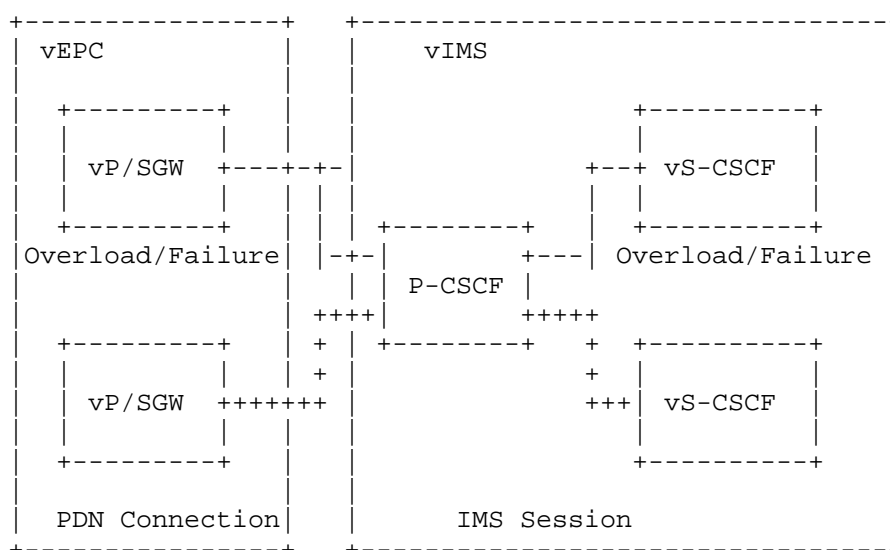 vEPC vIMS
vP/SGW vS-CSCF
Overload/Failure Overload/Failure
P-CSCF
vP/SGW vS-CSCF
PDN Connection IMS Session